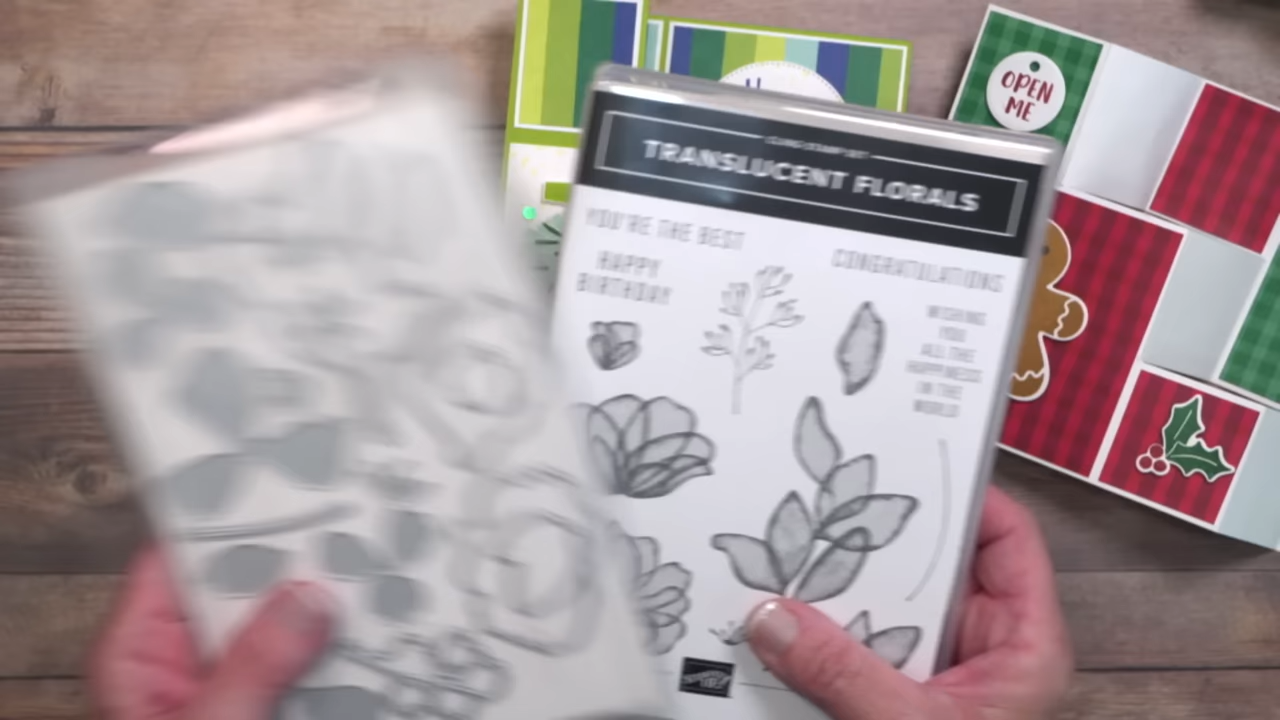 OPEN
ME
TRANSLUCENT FLORALS
YOU'RE THE BEST
HAPPY
BIRTHDAY
CONGRATULATIONS
WISHING
YOU
ALL THE
HAPPINESS
IN THE
WORLD